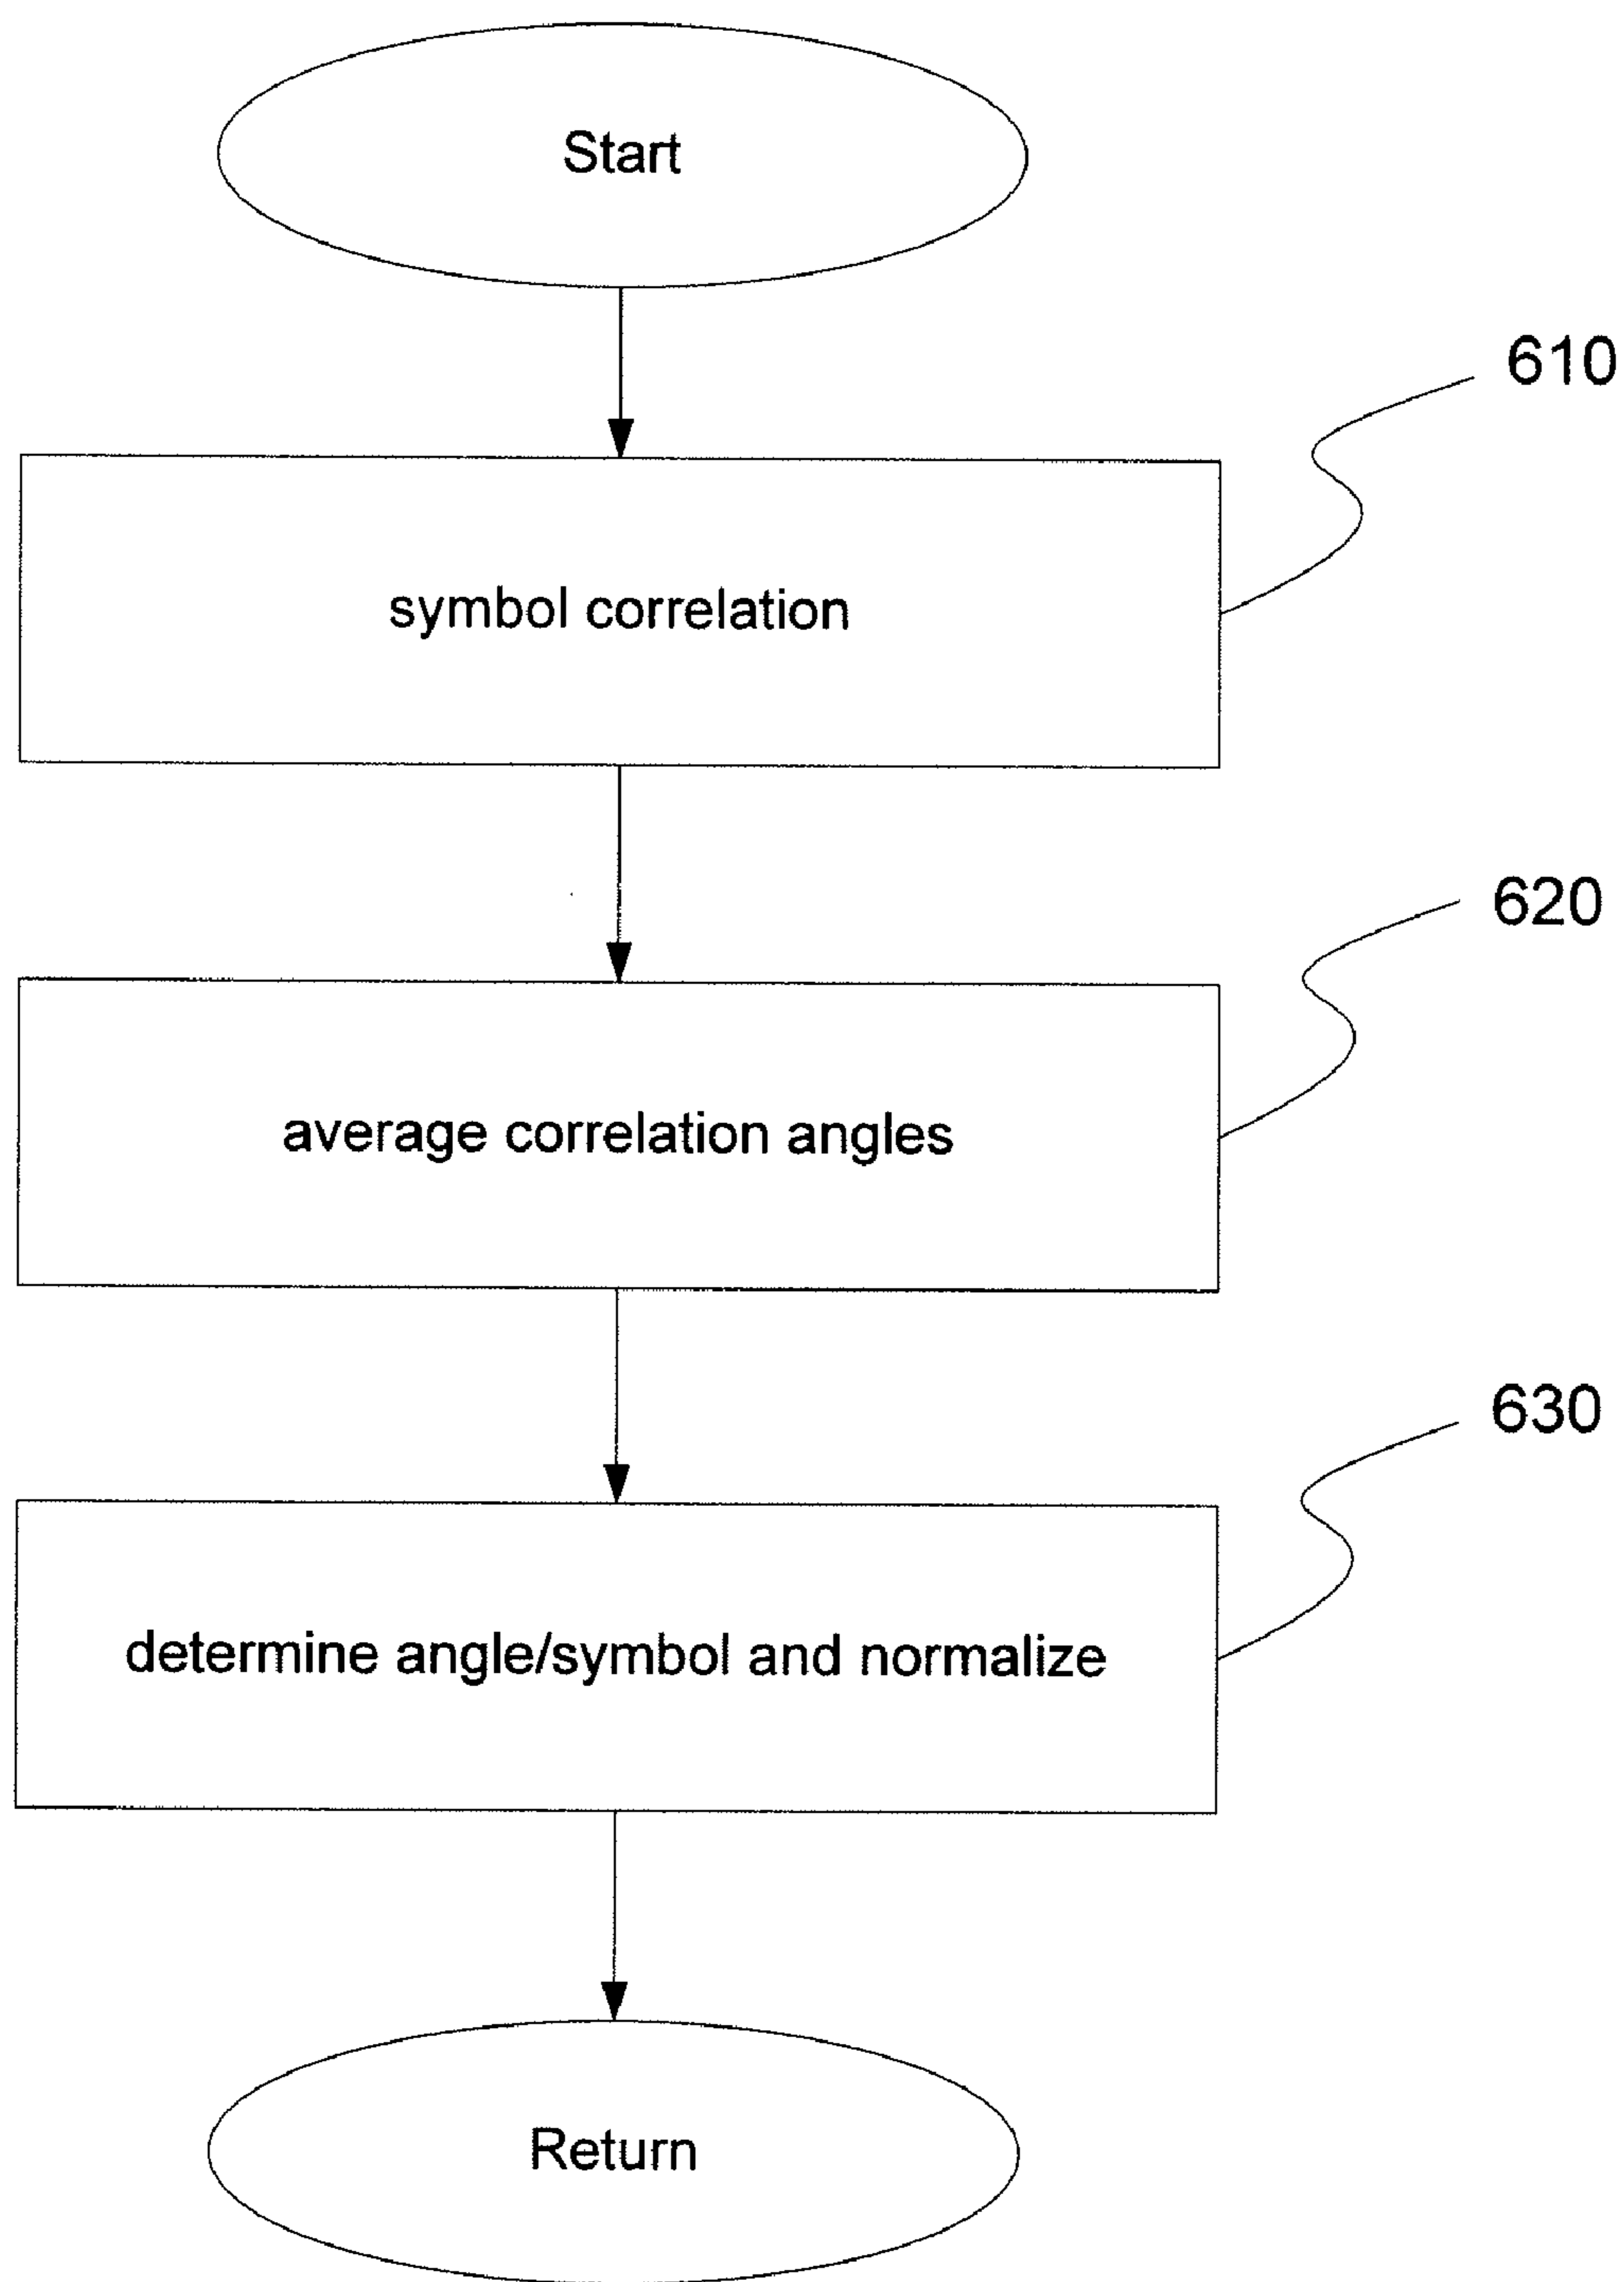 Start
610
symbol correlation
620
average correlation angles
630
determine angle/symbol and normalize
Return